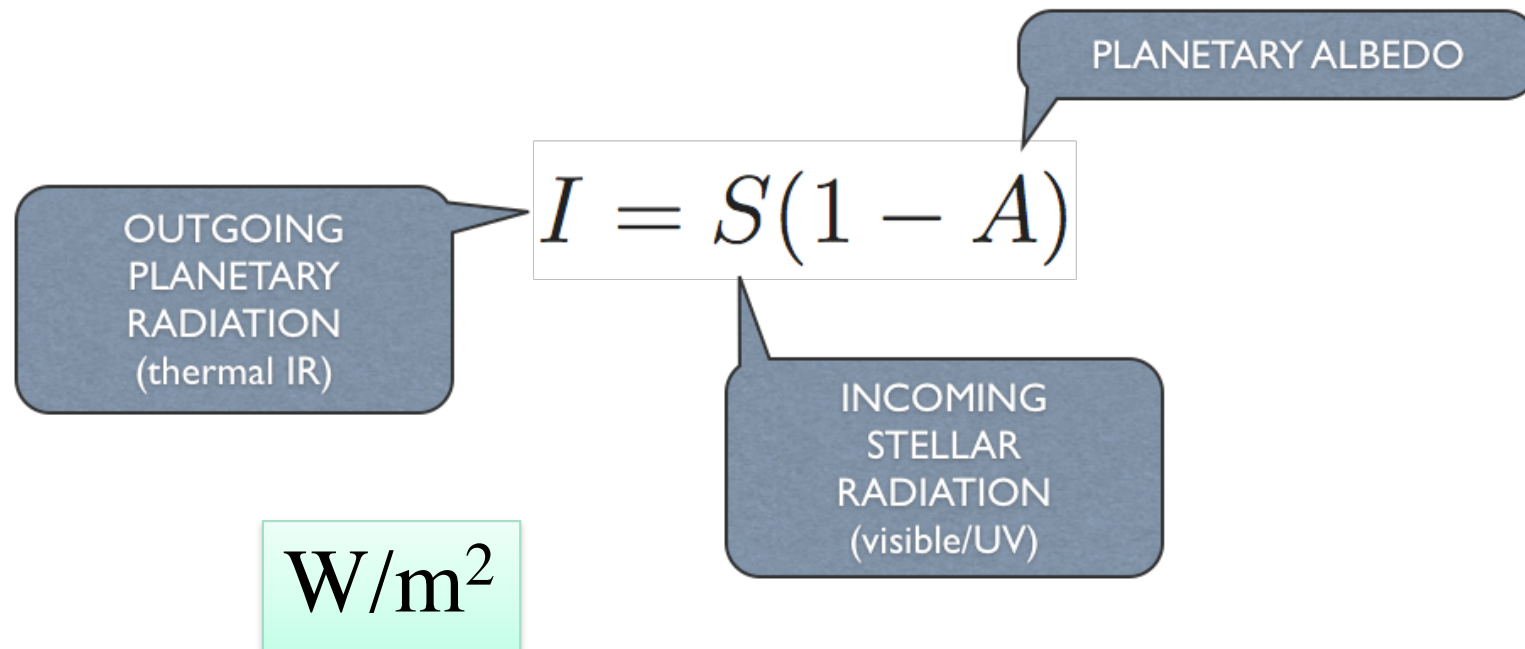 PLANETARY ALBEDO
I = S(1 − A)
OUTGOING
PLANETARY
RADIATION
(thermal IR)
INCOMING
STELLAR
RADIATION
(visible/UV)
W/m²